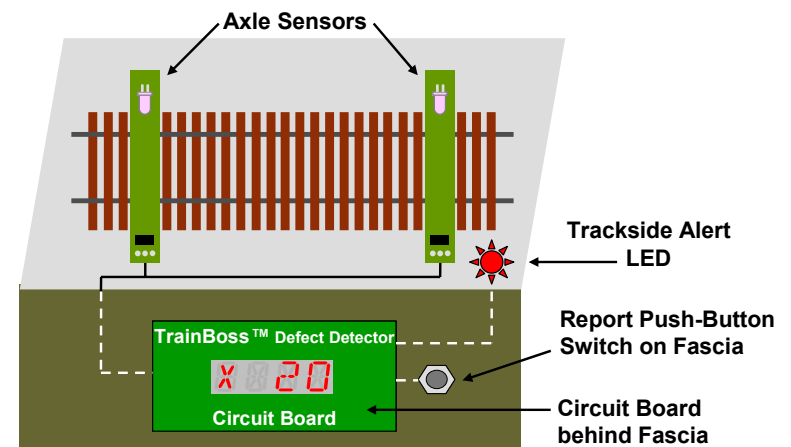 Axle Sensors
Trackside Alert
LED
Report Push-Button
Switch on Fascia
TrainBoss™ Defect Detector
X 20
Circuit Board
Circuit Board
behind Fascia